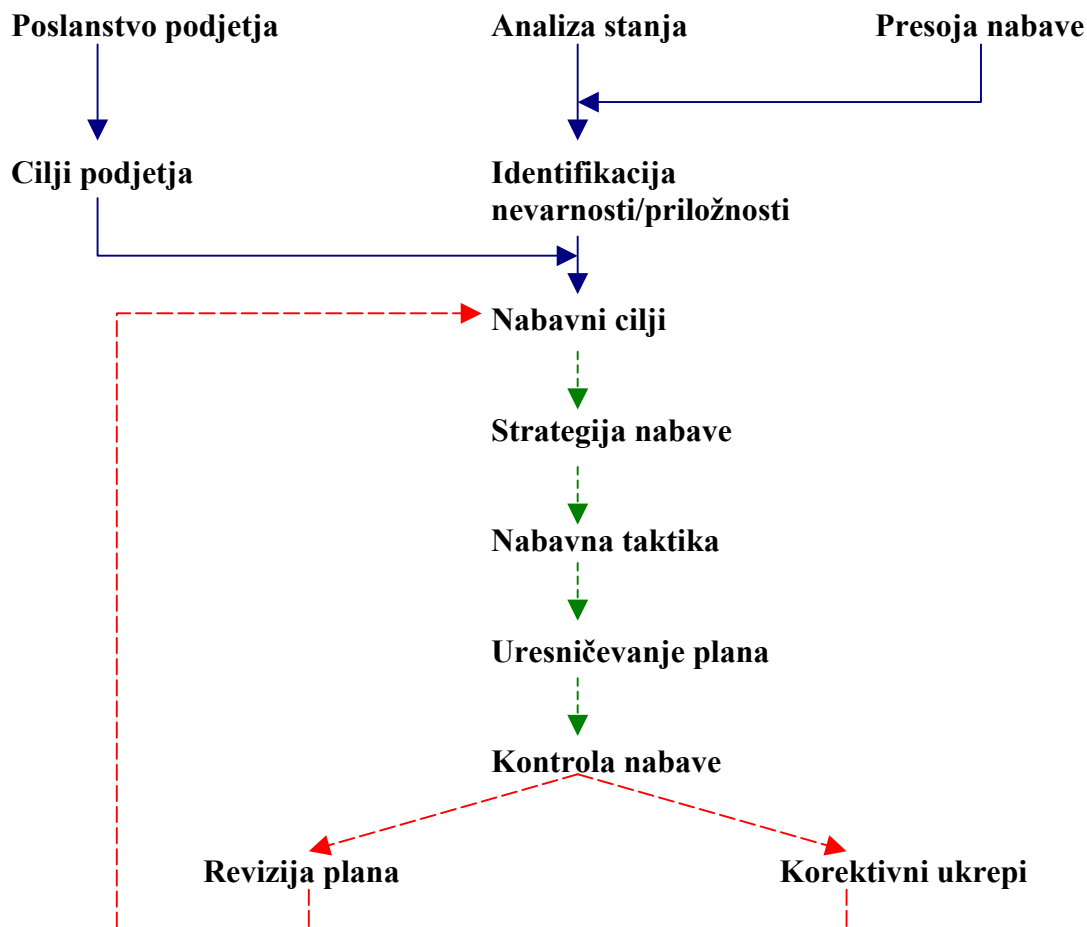 Poslanstvo podjetja
Analiza stanja
Presoja nabave
Cilji podjetja
Identifikacija
nevarnosti/priložnosti
Nabavni cilji
Strategija nabave
Nabavna taktika
Uresničevanje plana
Kontrola nabave
Revizija plana
Korektivni ukrepi